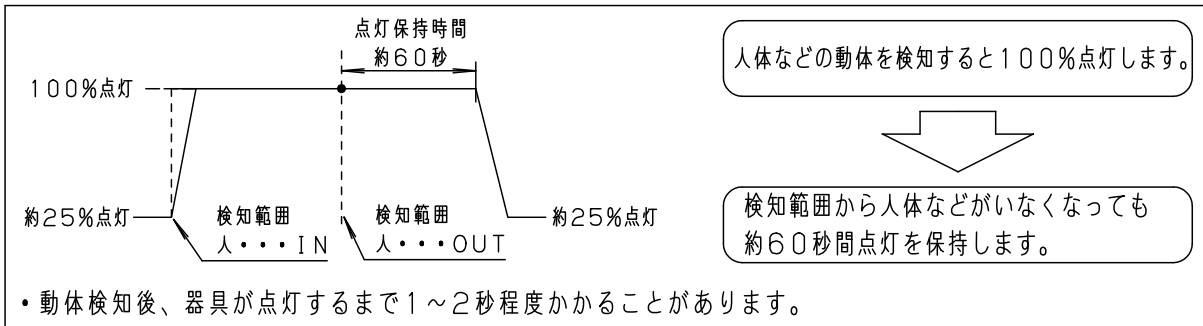 点灯保持時間
約60秒
100%点灯
約25%点灯
検知範囲
人・・・IN
検知範囲
人・・・OUT
約25%点灯
人体などの動体を検知すると100%点灯します。
検知範囲から人体などがいなくなっても
約60秒間点灯を保持します。
・動体検知後、器具が点灯するまで1～2秒程度かかることがあります。